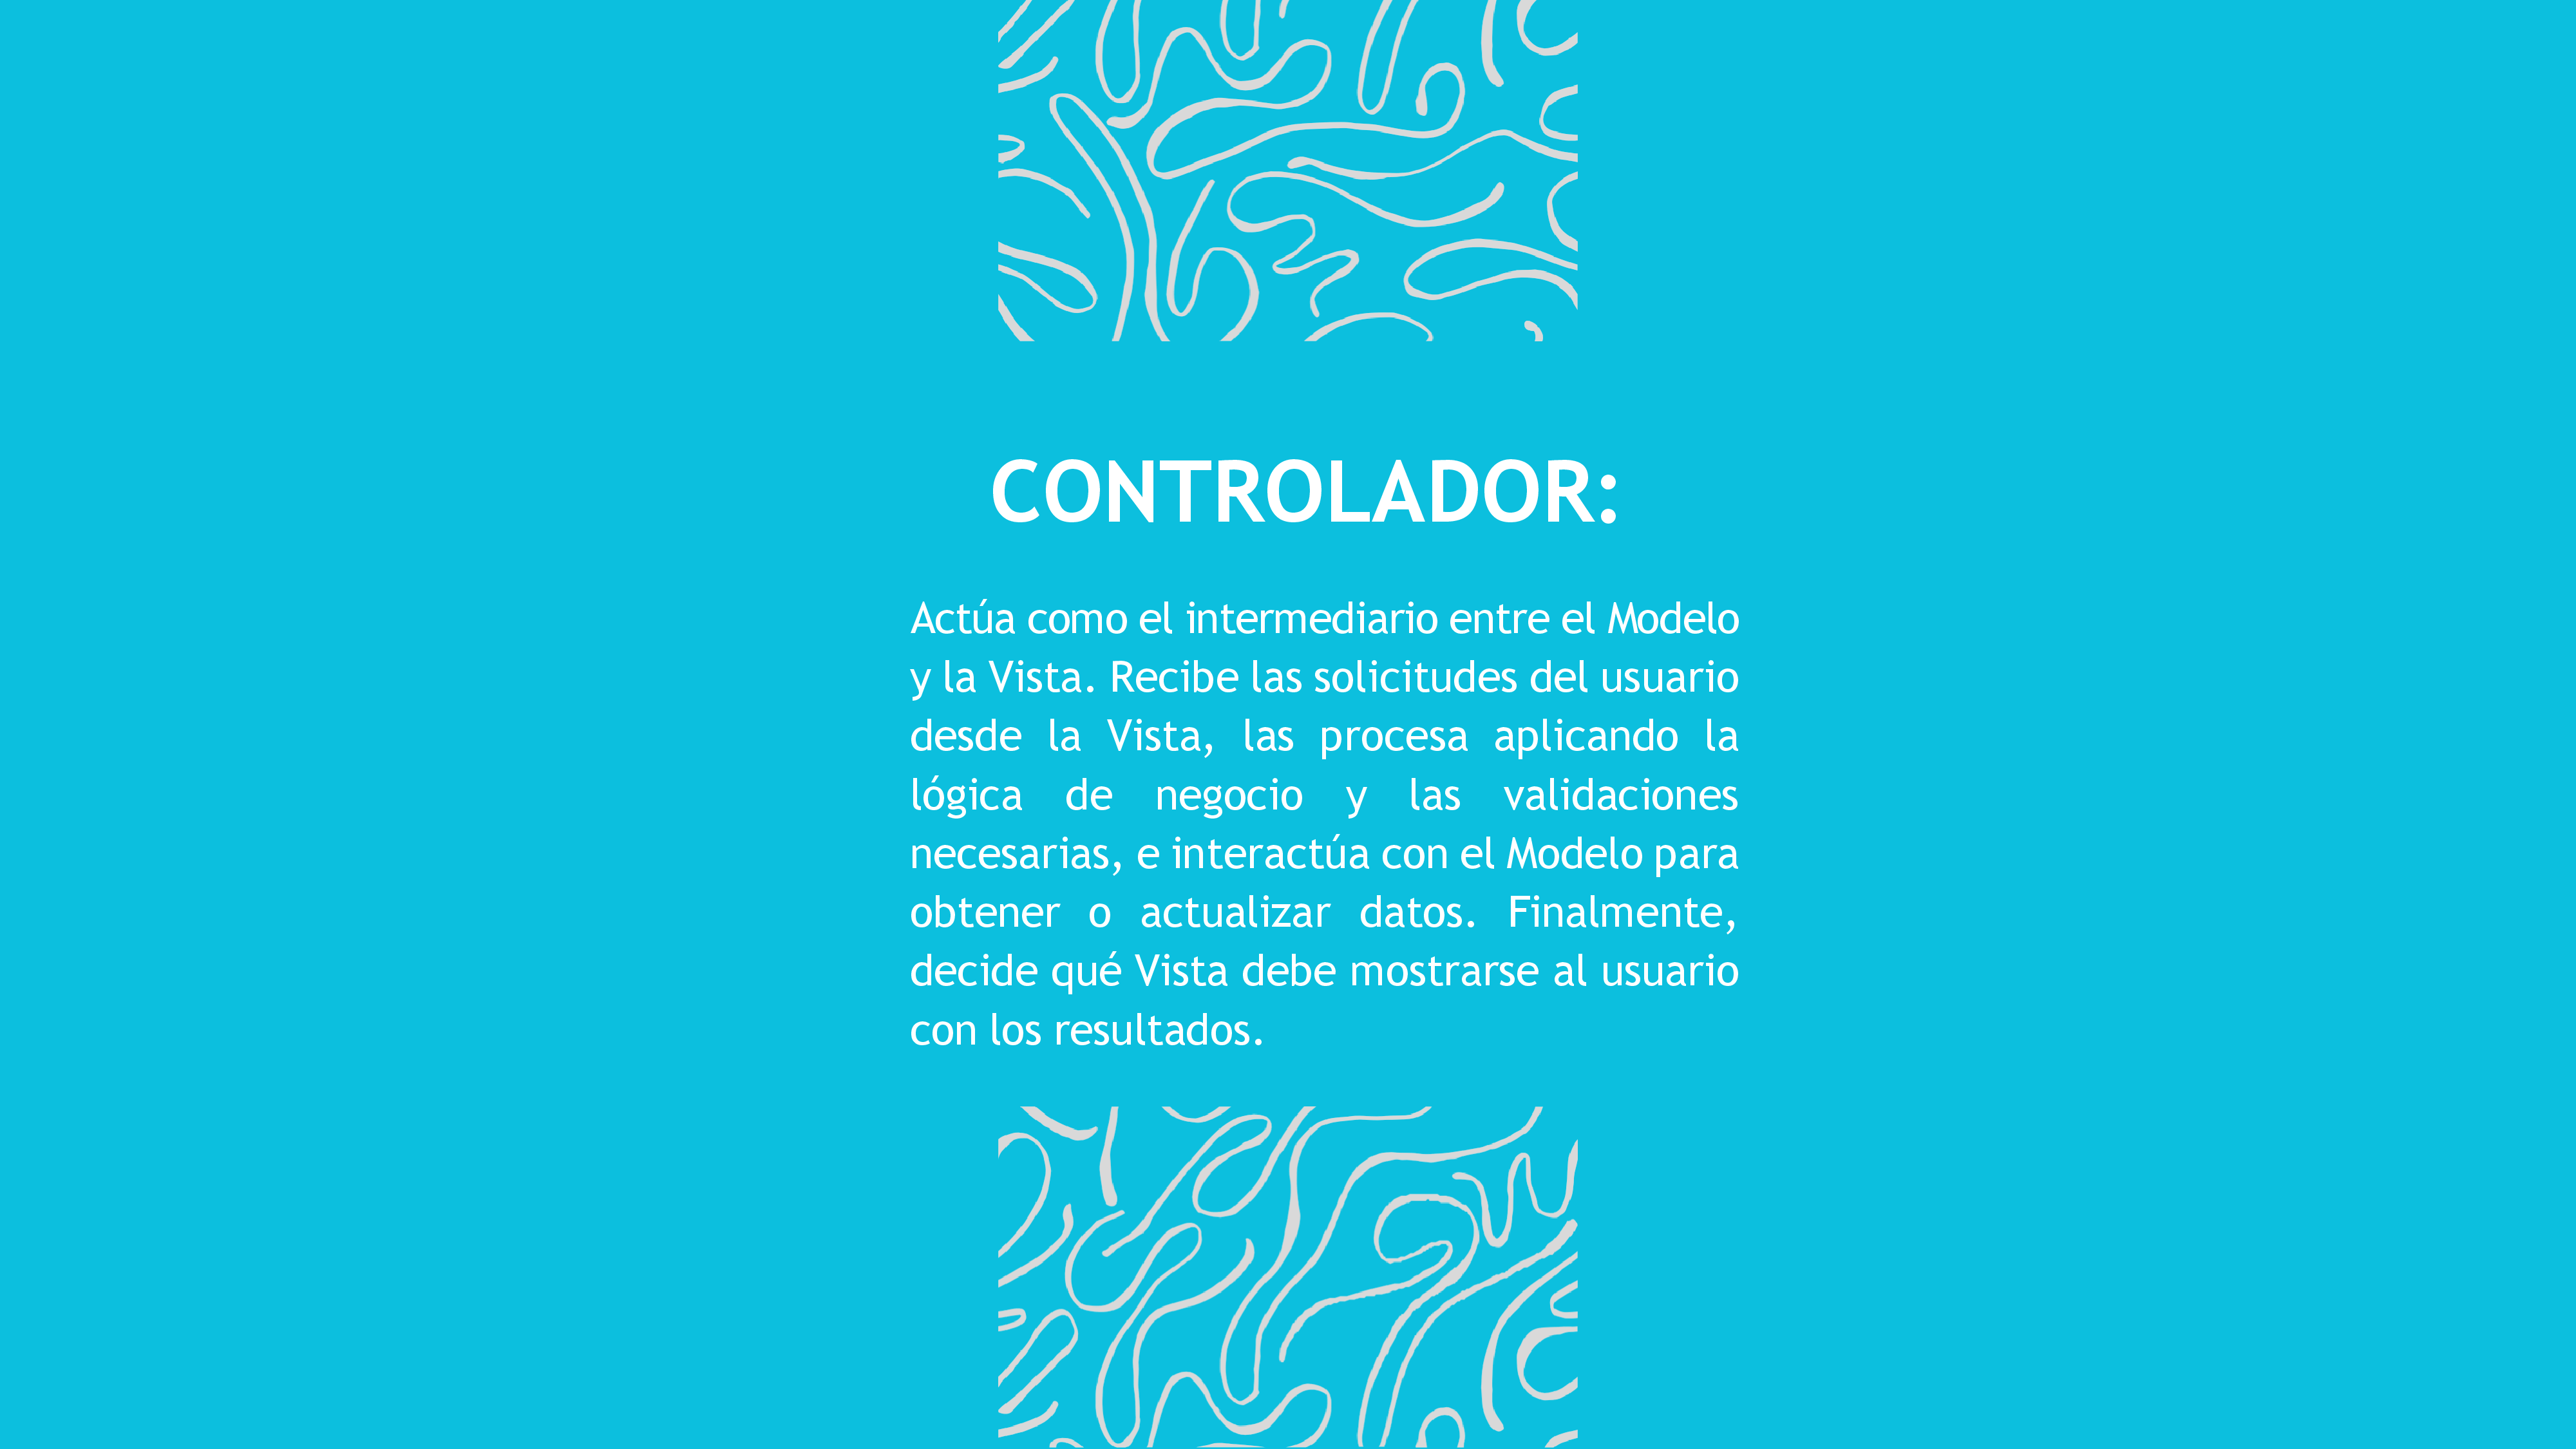 CONTROLADOR:
Actúa como el intermediario entre el Modelo
y la Vista. Recibe las solicitudes del usuario
desde la Vista, las procesa aplicando la
lógica de negocio y las validaciones
necesarias, e interactúa con el Modelo para
obtener o actualizar datos. Finalmente,
decide qué Vista debe mostrarse al usuario
con los resultados.